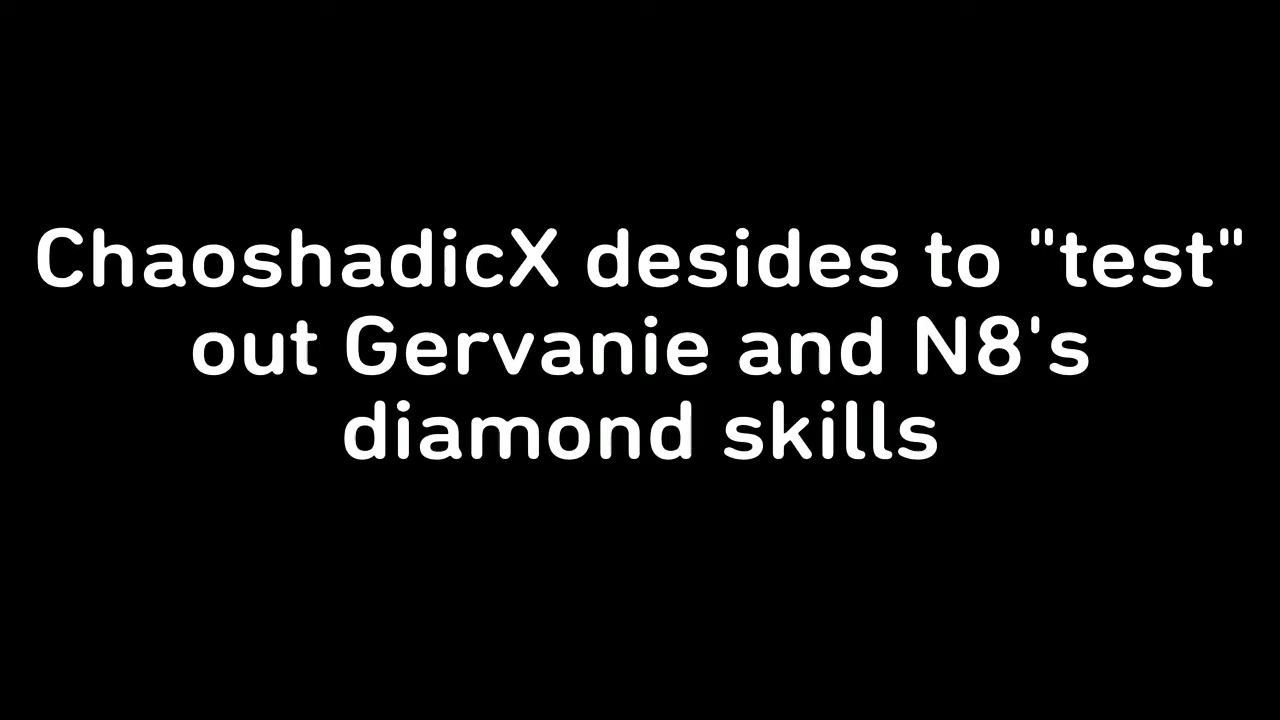 ChaoshadicX desides to "test"
out Gervanie and N8's
diamond skills